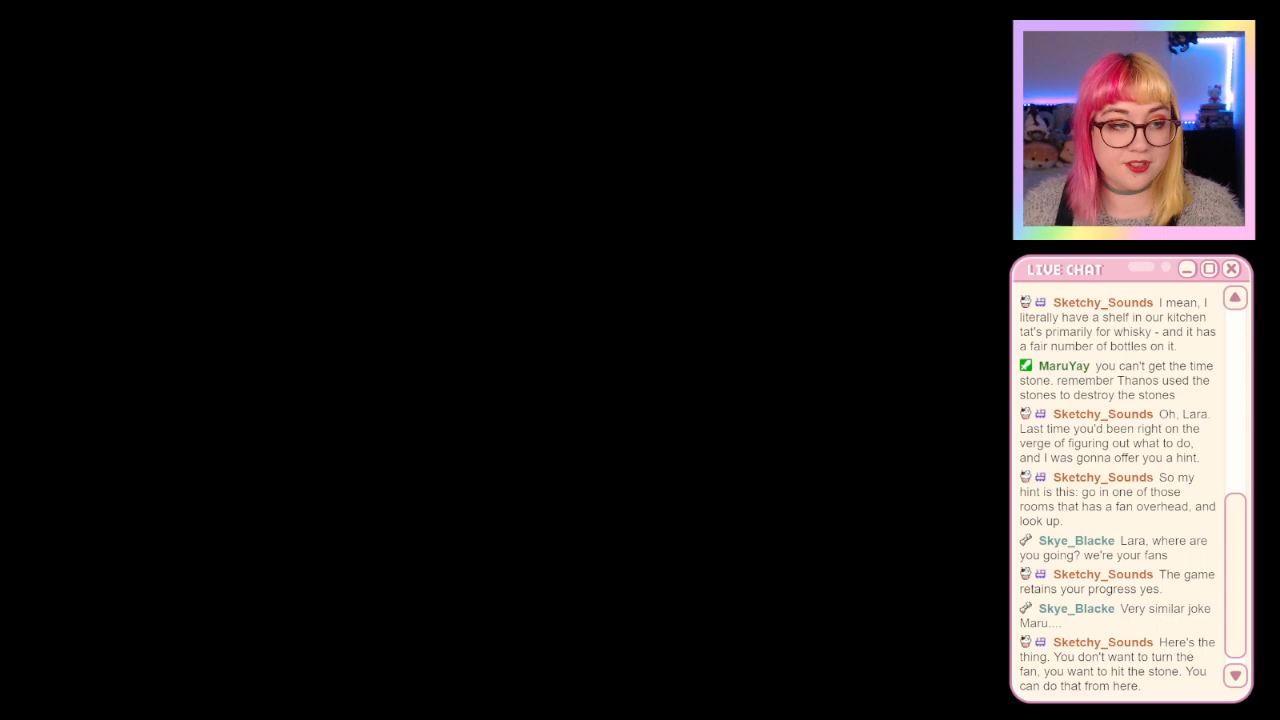 LIVE CHAT
Sketchy_Sounds I mean, I
literally have a shelf in our kitchen
tat's primarily for whisky - and it has
a fair number of bottles on it.
MaruYay you can't get the time
stone. remember Thanos used the
stones to destroy the stones
Sketchy_Sounds Oh, Lara.
Last time you'd been right on the
verge of figuring out what to do,
and I was gonna offer you a hint.
Sketchy_Sounds So my
hint is this: go in one of those
rooms that has a fan overhead, and
look up.
Skye_Blacke Lara, where are
you going? we're your fans
Sketchy_Sounds The game
retains your progress yes.
Skye_Blacke Very similar joke
Maru....
Sketchy_Sounds Here's the
thing. You don't want to turn the
fan, you want to hit the stone. You
can do that from here.